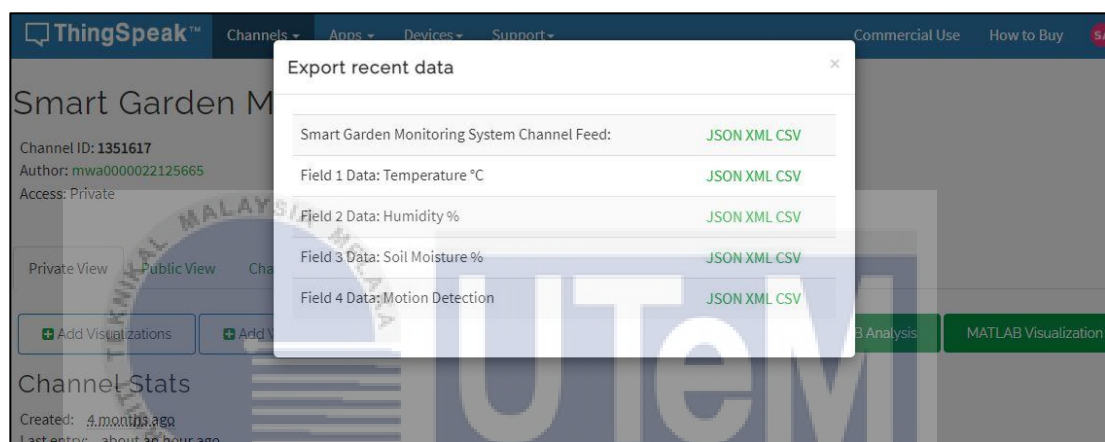 ThingSpeak™ Channels Apps Devices Support Commercial Use How to Buy SA
Export recent data ×
Smart Garden M
Smart Garden Monitoring System Channel Feed: JSON XML CSV
Channel ID: 1351617
Author: mwa0000022125665
Access: Private
Field 1 Data: Temperature °C JSON XML CSV
Field 2 Data: Humidity % JSON XML CSV
Field 3 Data: Soil Moisture % JSON XML CSV
Field 4 Data: Motion Detection JSON XML CSV
Private View Public View Cha
Add Visualizations Add B Analysis MATLAB Visualization
Channel Stats
Created: 4 months ago
Last entry: about an hour ago
UTeM